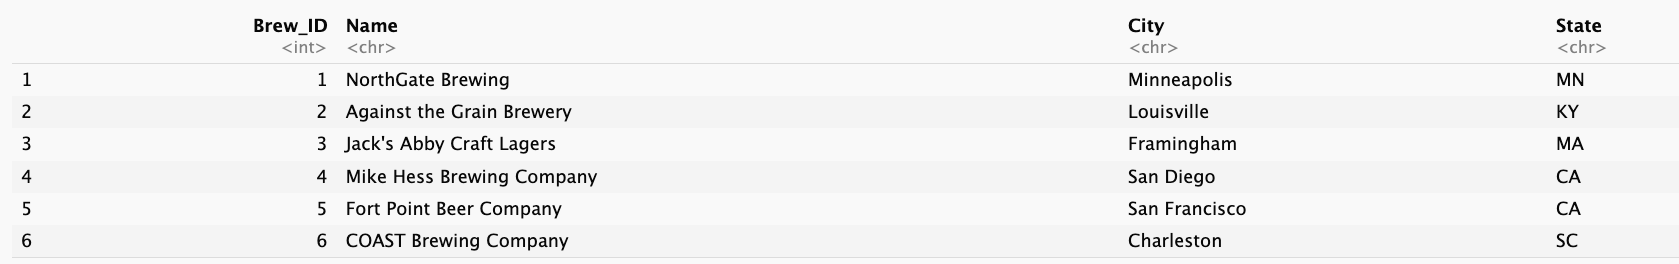 Brew_ID Name City State
<int> <chr> <chr> <chr>
1 1 NorthGate Brewing Minneapolis MN
2 2 Against the Grain Brewery Louisville KY
3 3 Jack's Abby Craft Lagers Framingham MA
4 4 Mike Hess Brewing Company San Diego CA
5 5 Fort Point Beer Company San Francisco CA
6 6 COAST Brewing Company Charleston SC